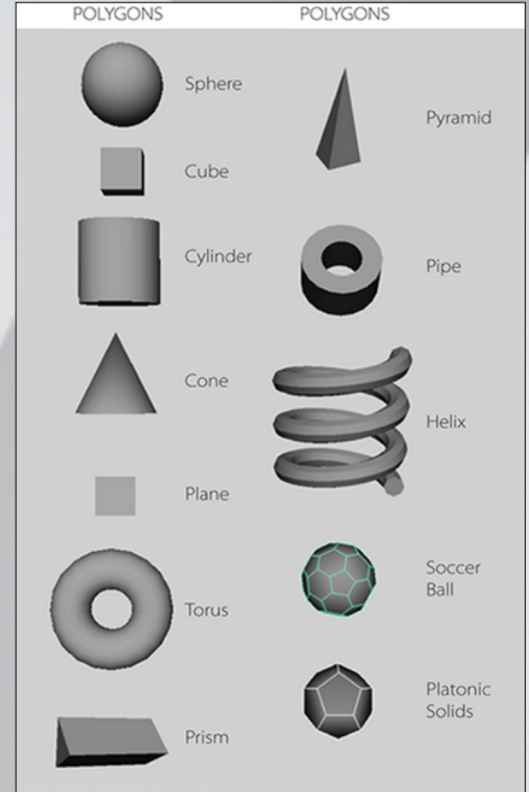 POLYGONS
Sphere
Cube
Cylinder
Cone
Plane
Torus
Prism
POLYGONS
Pyramid
Pipe
Helix
Soccer
Ball
Platonic
Solids